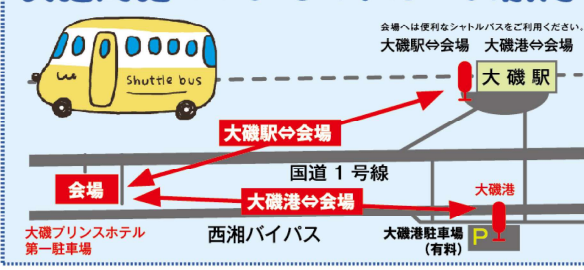 会場へは便利なシャトルバスをご利用ください。
大磯駅⇔会場 大磯港⇔会場
Shuttle bus
大磯駅
大磯駅⇔会場
国道1号線
会場
大磯港⇔会場
大磯港
大磯プリンスホテル
第一駐車場
西湘バイパス
大磯港駐車場
(有料)
P